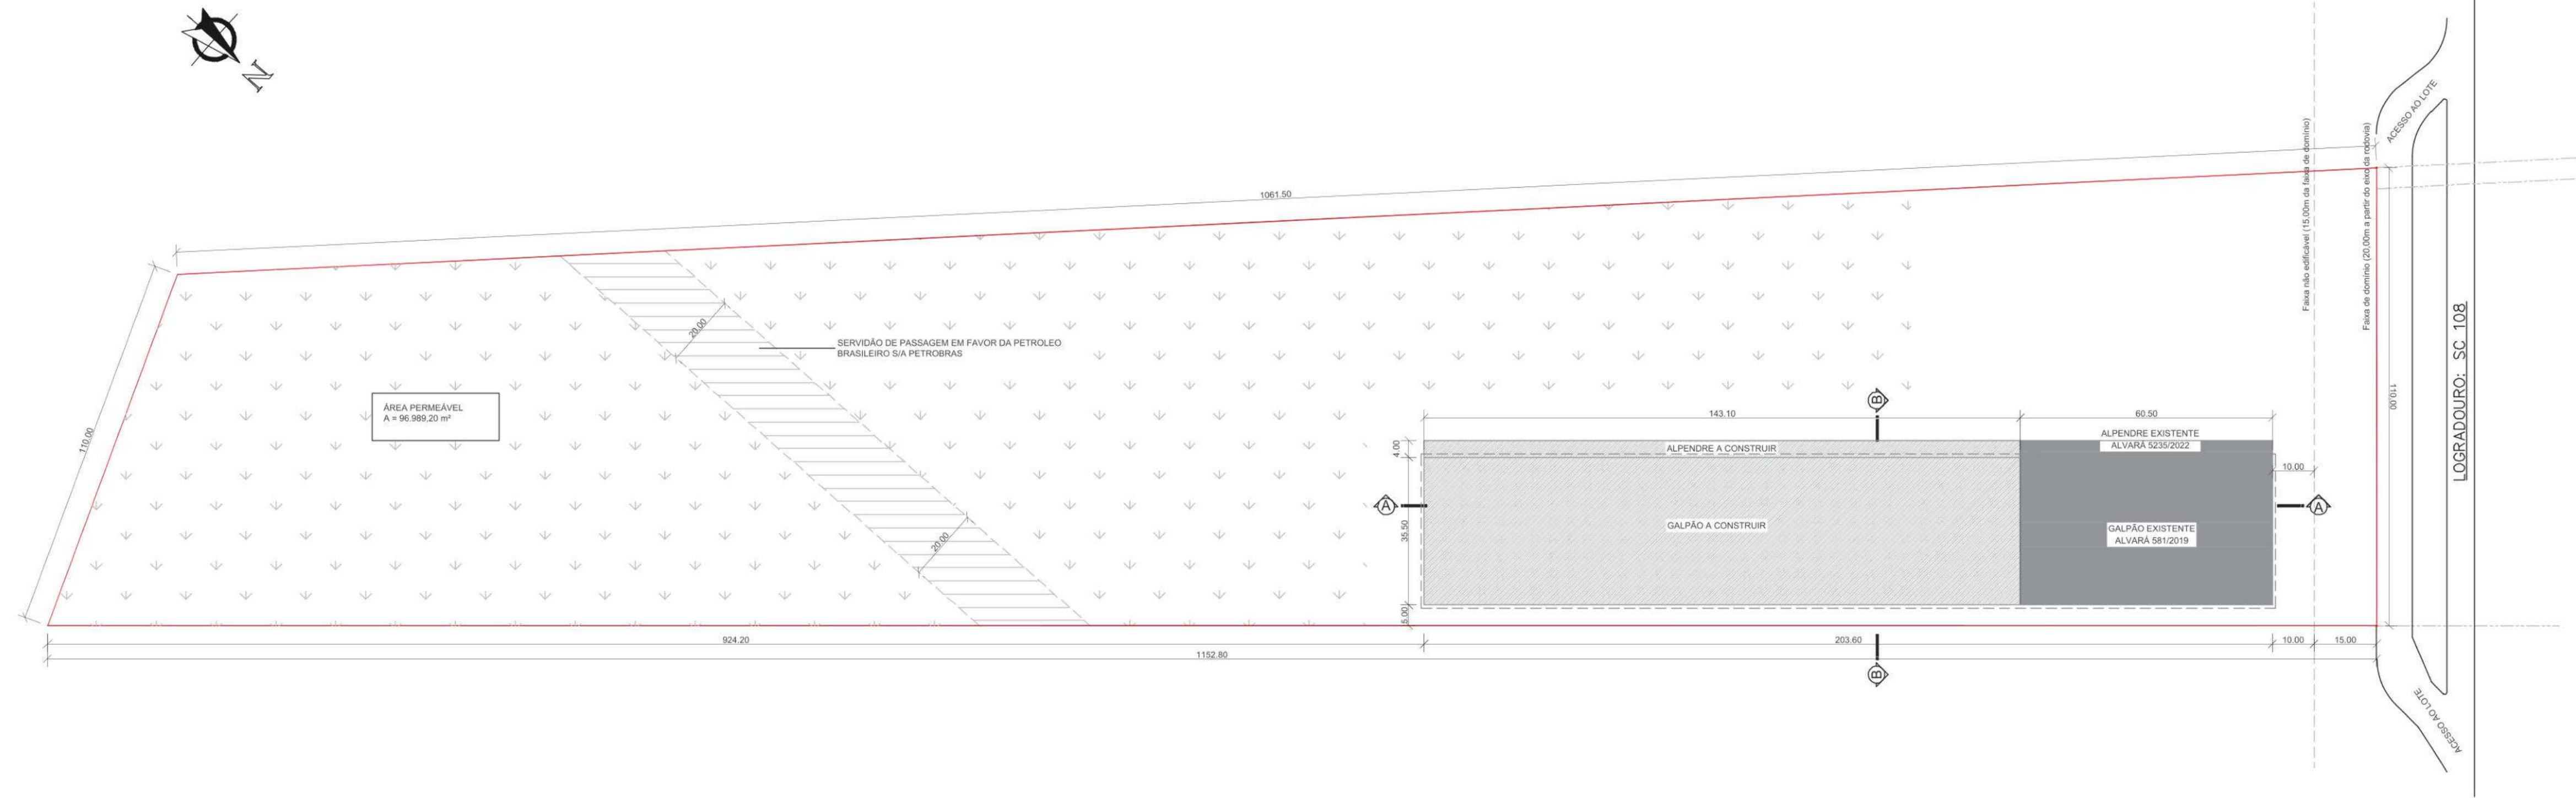 N
1061.50
110.00
20.00
SERVIDÃO DE PASSAGEM EM FAVOR DA PETROLEO
BRASILEIRO S/A PETROBRAS
ÁREA PERMEÁVEL
A = 96.989,20 m²
20.00
143.10
60.50
B
4.00
ALPENDRE A CONSTRUIR
ALPENDRE EXISTENTE
ALVARÁ 5235/2022
10.00
A
35.50
GALPÃO A CONSTRUIR
GALPÃO EXISTENTE
ALVARÁ 581/2019
A
5.00
924.20
203.60
10.00
15.00
1152.80
B
Faixa não edificável (15,00m da faixa de domínio)
Faixa de domínio (20,00m a partir do eixo da rodovia)
110.00
ACESSO AO LOTE
LOGRADOURO: SC 108
ACESSO AO LOTE